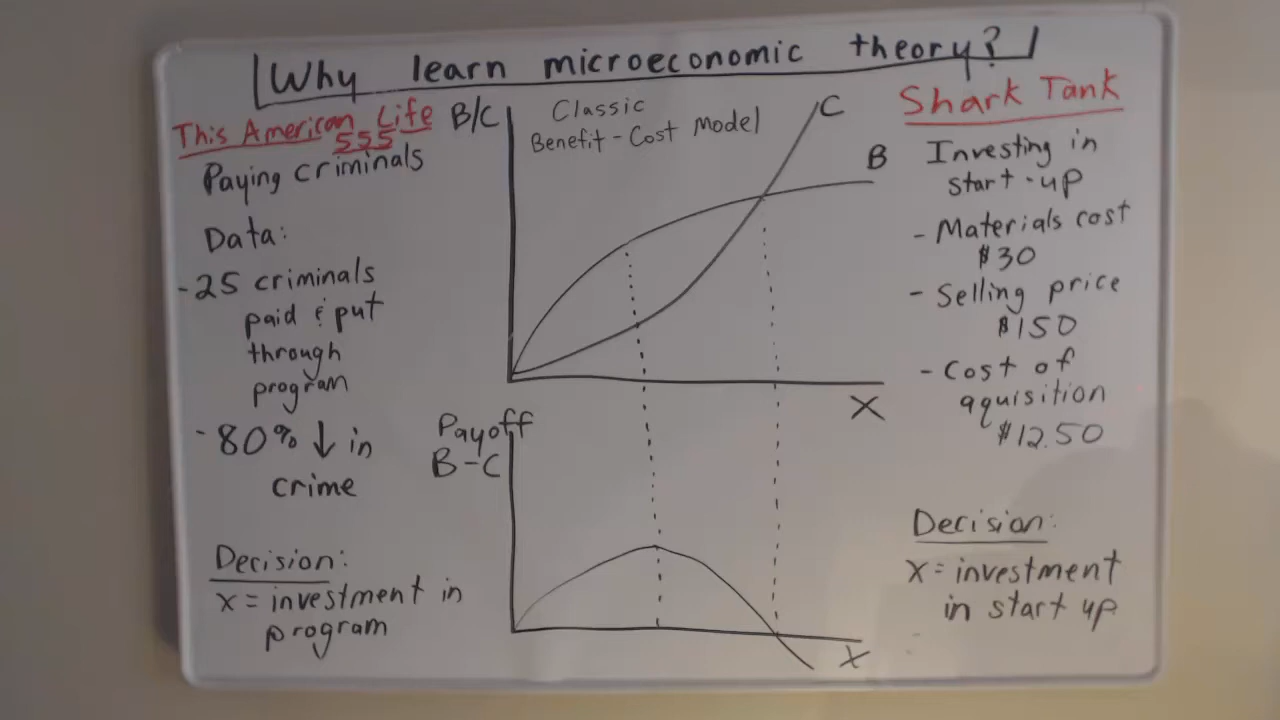 Why learn microeconomic theory?
This American Life
555
Paying criminals
Data:
- 25 criminals
paid & put
through
program
- 80% ↓ in
crime
Decision:
x = investment in
program
B/C
Classic
Benefit - Cost Model
C
B
X
Payoff
B - C
X
Shark Tank
Investing in
start - up
- Materials cost
$30
- Selling price
$150
- Cost of
aquisition
$12.50
Decision:
x = investment
in start up